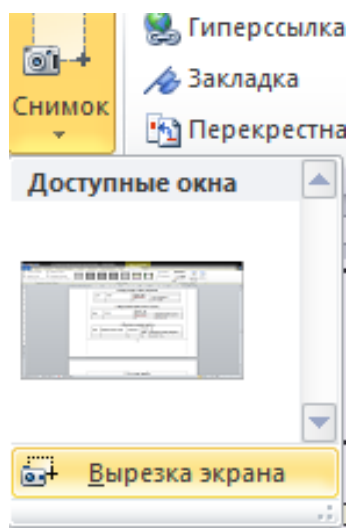 Гиперссылка
Закладка
Снимок
Перекрестна
Доступные окна
Вырезка экрана